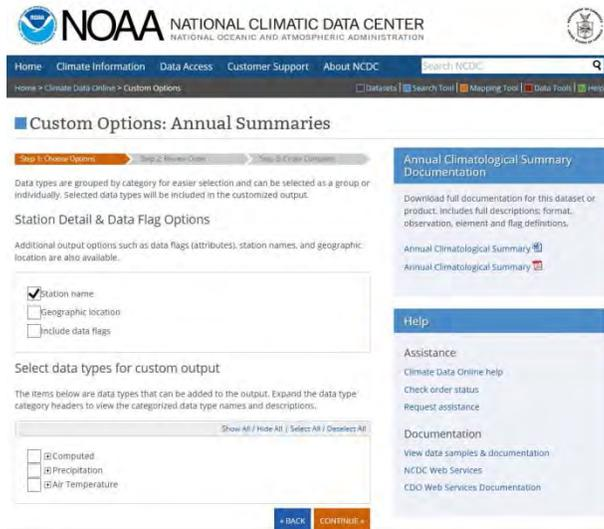 NOAA
NATIONAL CLIMATIC DATA CENTER
NATIONAL OCEANIC AND ATMOSPHERIC ADMINISTRATION
Home Climate Information Data Access Customer Support About NCDC Search NCDC
Home > Climate Data Online > Custom Options Datasets Search Tool Mapping Tool Data Tools Help
Custom Options: Annual Summaries
Step 1: Choose Options Step 2: Review Order Step 3: Order Complete
Data types are grouped by category for easier selection and can be selected as a group or
individually. Selected data types will be included in the customized output.
Station Detail & Data Flag Options
Additional output options such as data flags (attributes), station names, and geographic
location are also available.
Station name
Geographic location
Include data flags
Select data types for custom output
The items below are data types that can be added to the output. Expand the data type
category headers to view the categorized data type names and descriptions.
Show All / Hide All | Select All / Deselect All
Computed
Precipitation
Air Temperature
« BACK CONTINUE »
Annual Climatological Summary
Documentation
Download full documentation for this dataset or
product. Includes full descriptions; format,
observation, element and flag definitions.
Annual Climatological Summary
Annual Climatological Summary
Help
Assistance
Climate Data Online help
Check order status
Request assistance
Documentation
View data samples & documentation
NCDC Web Services
CDO Web Services Documentation